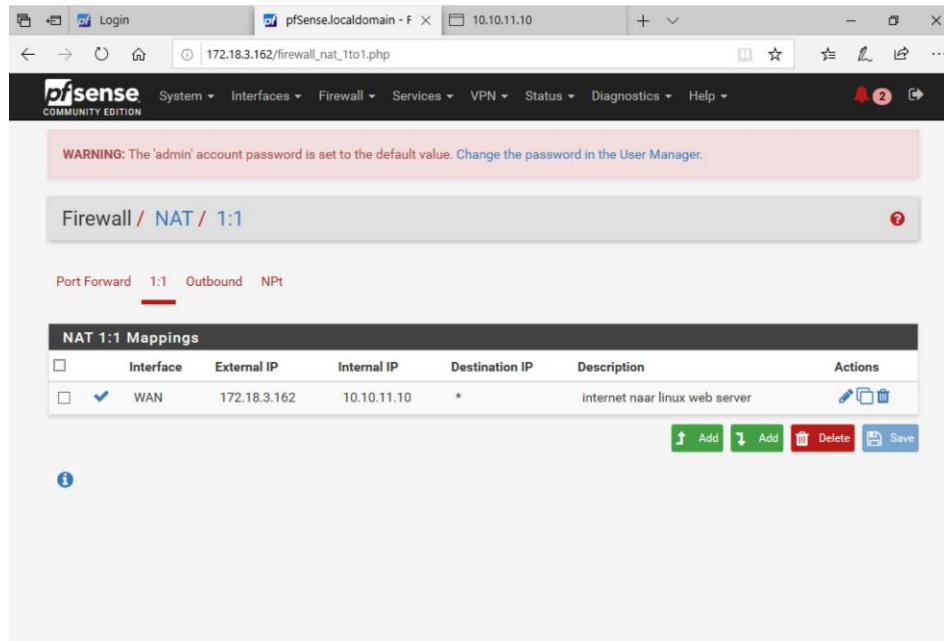 Login
pfSense.localdomain - F
10.10.11.10
172.18.3.162/firewall_nat_1to1.php
pfsense
COMMUNITY EDITION
System Interfaces Firewall Services VPN Status Diagnostics Help
2
WARNING: The 'admin' account password is set to the default value. Change the password in the User Manager.
Firewall / NAT / 1:1
Port Forward 1:1 Outbound NPt
NAT 1:1 Mappings
Interface External IP Internal IP Destination IP Description Actions
WAN 172.18.3.162 10.10.11.10 * internet naar linux web server
Add Add Delete Save